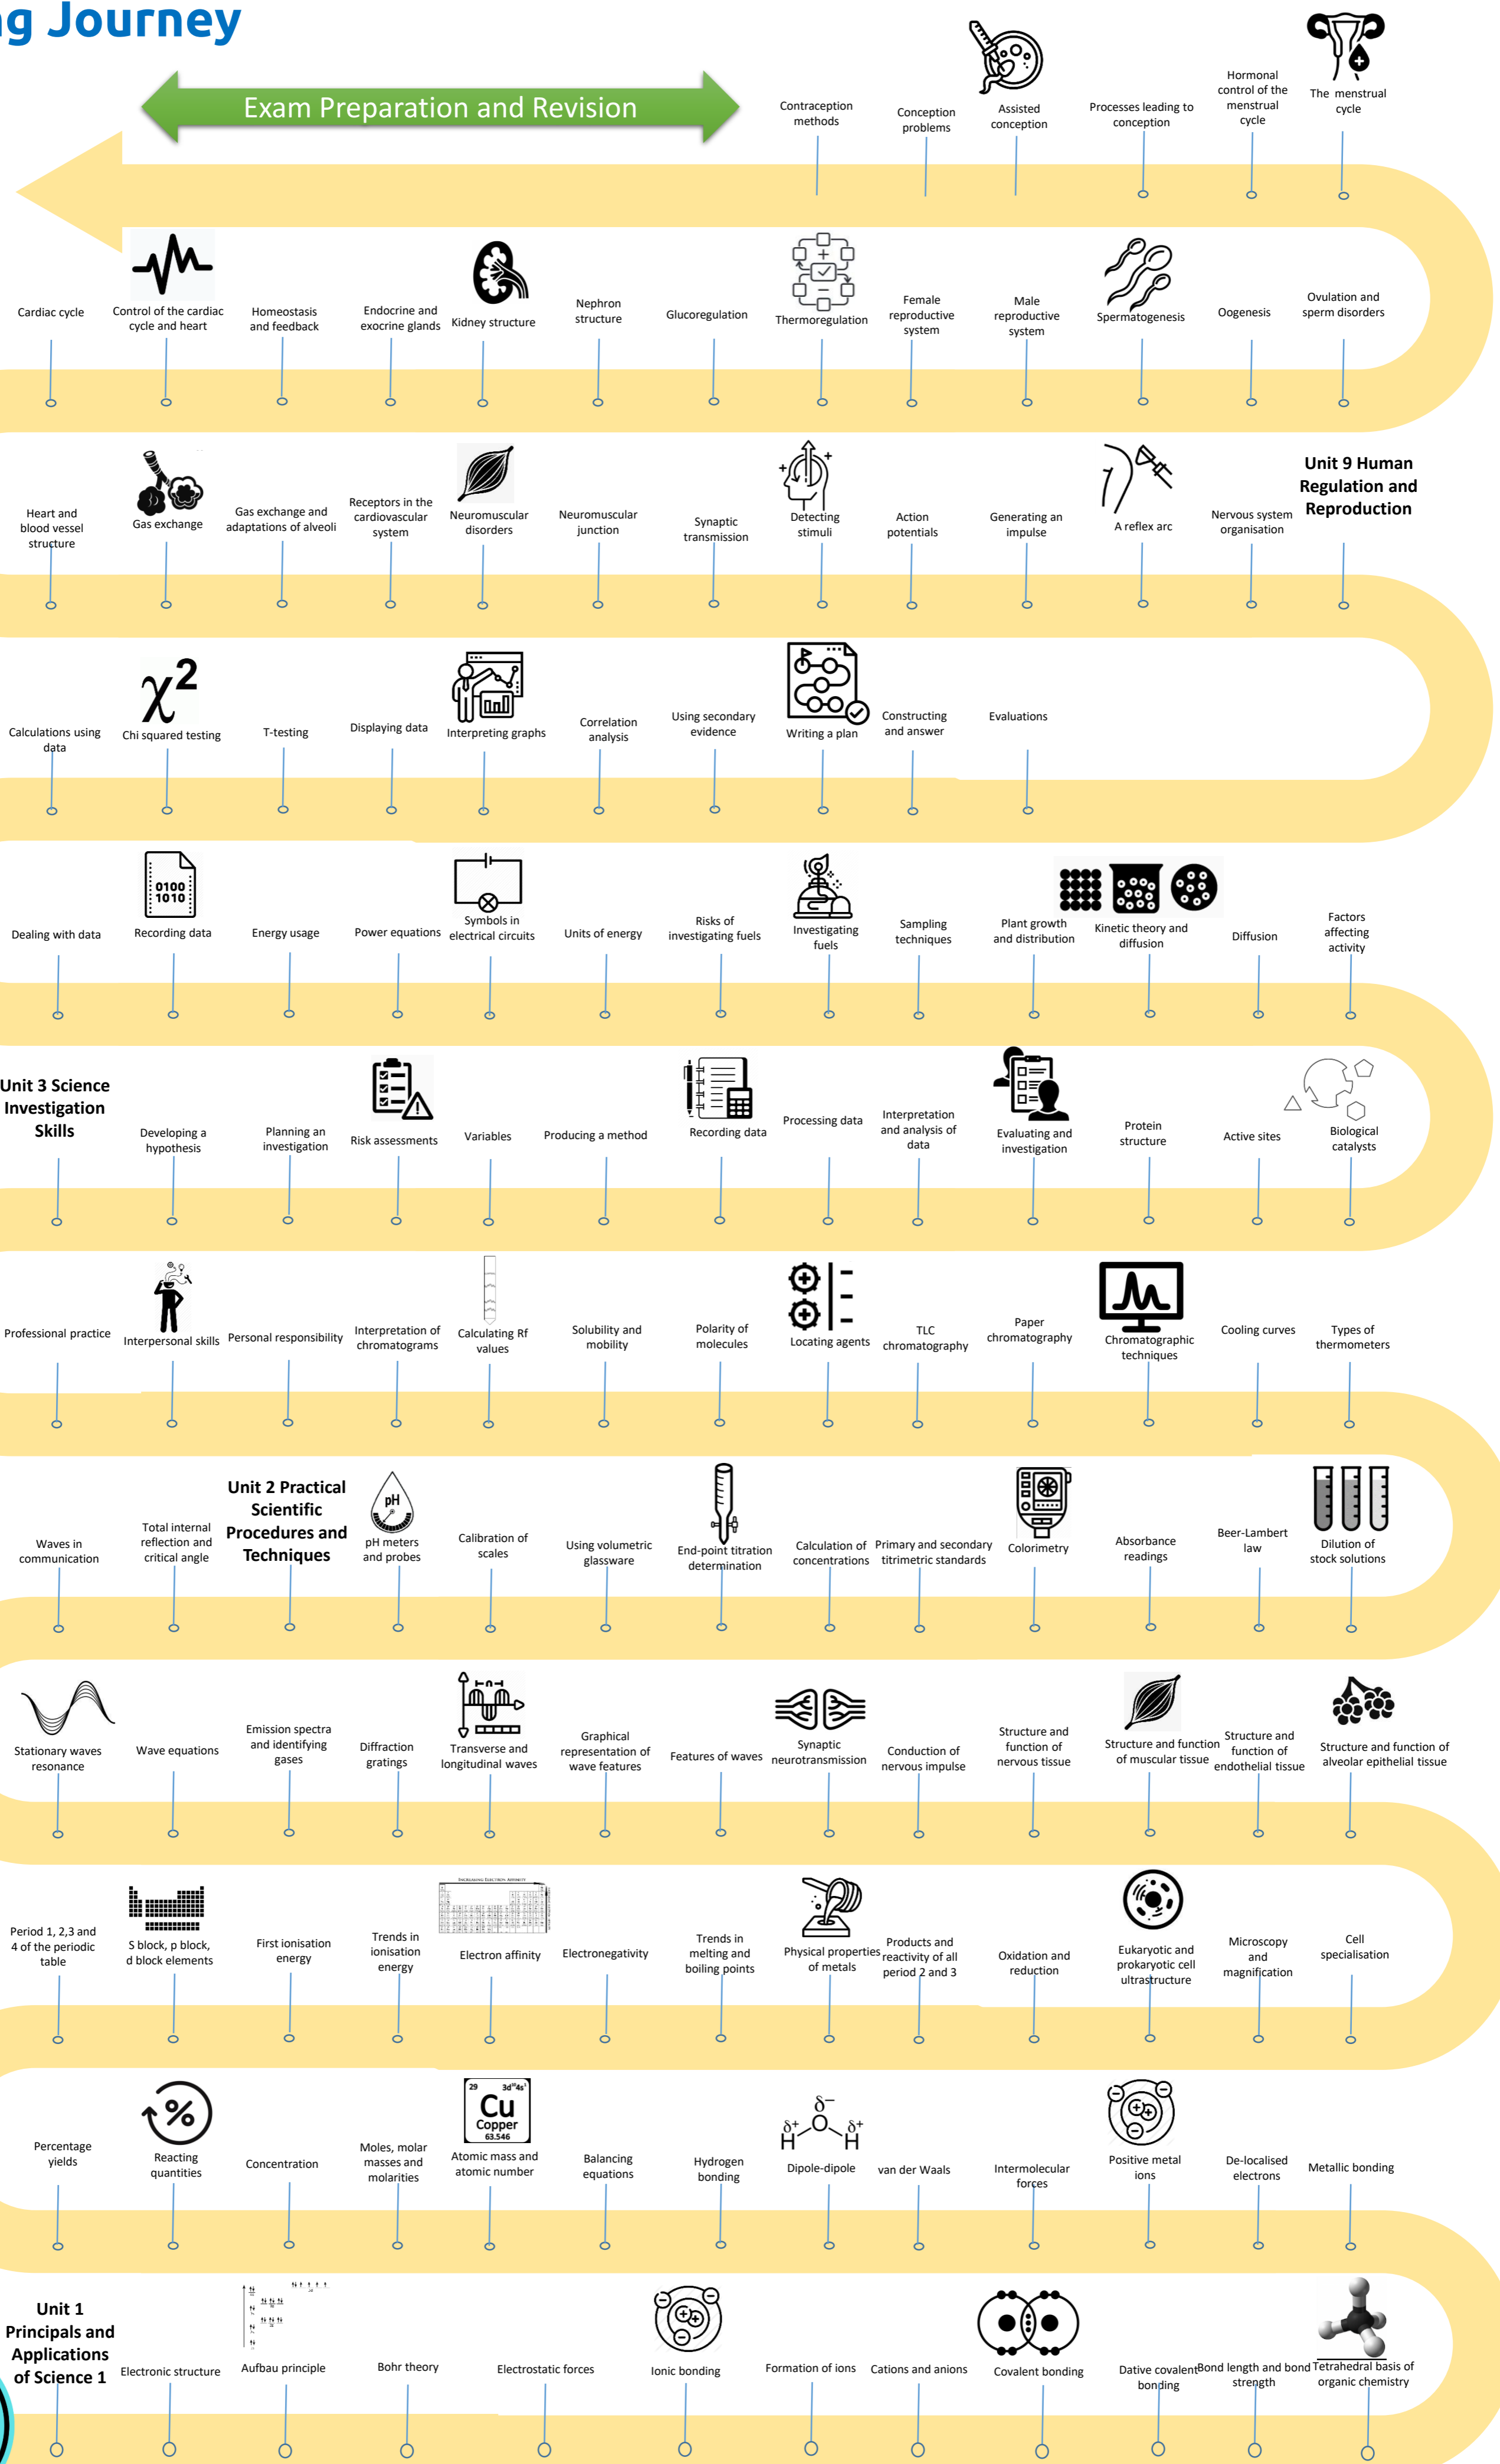 ng Journey
Exam Preparation and Revision
Contraception
methods
Conception
problems
Assisted
conception
Processes leading to
conception
Hormonal
control of the
menstrual
cycle
The menstrual
cycle
Cardiac cycle
Control of the cardiac
cycle and heart
Homeostasis
and feedback
Endocrine and
exocrine glands
Kidney structure
Nephron
structure
Glucoregulation
Thermoregulation
Female
reproductive
system
Male
reproductive
system
Spermatogenesis
Oogenesis
Ovulation and
sperm disorders
Heart and
blood vessel
structure
Gas exchange
Gas exchange and
adaptations of alveoli
Receptors in the
cardiovascular
system
Neuromuscular
disorders
Neuromuscular
junction
Synaptic
transmission
Detecting
stimuli
Action
potentials
Generating an
impulse
A reflex arc
Nervous system
organisation
Unit 9 Human
Regulation and
Reproduction
Calculations using
data
χ2
Chi squared testing
T-testing
Displaying data
Interpreting graphs
Correlation
analysis
Using secondary
evidence
Writing a plan
Constructing
and answer
Evaluations
Dealing with data
0100
1010
Recording data
Energy usage
Power equations
Symbols in
electrical circuits
Units of energy
Risks of
investigating fuels
Investigating
fuels
Sampling
techniques
Plant growth
and distribution
Kinetic theory and
diffusion
Diffusion
Factors
affecting
activity
Unit 3 Science
Investigation
Skills
Developing a
hypothesis
Planning an
investigation
Risk assessments
Variables
Producing a method
Recording data
Processing data
Interpretation
and analysis of
data
Evaluating and
investigation
Protein
structure
Active sites
Biological
catalysts
Professional practice
Interpersonal skills
Personal responsibility
Interpretation of
chromatograms
Calculating Rf
values
Solubility and
mobility
Polarity of
molecules
Locating agents
TLC
chromatography
Paper
chromatography
Chromatographic
techniques
Cooling curves
Types of
thermometers
Waves in
communication
Total internal
reflection and
critical angle
Unit 2 Practical
Scientific
Procedures and
Techniques
pH
pH meters
and probes
Calibration of
scales
Using volumetric
glassware
End-point titration
determination
Calculation of
concentrations
Primary and secondary
titrimetric standards
Colorimetry
Absorbance
readings
Beer-Lambert
law
Dilution of
stock solutions
Stationary waves
resonance
Wave equations
Emission spectra
and identifying
gases
Diffraction
gratings
Transverse and
longitudinal waves
Graphical
representation of
wave features
Features of waves
Synaptic
neurotransmission
Conduction of
nervous impulse
Structure and
function of
nervous tissue
Structure and function
of muscular tissue
Structure and
function of
endothelial tissue
Structure and function of
alveolar epithelial tissue
Period 1, 2,3 and
4 of the periodic
table
S block, p block,
d block elements
First ionisation
energy
Trends in
ionisation
energy
INCREASING ELECTRON AFFINITY
Electron affinity
Electronegativity
Trends in
melting and
boiling points
Physical properties
of metals
Products and
reactivity of all
period 2 and 3
Oxidation and
reduction
Eukaryotic and
prokaryotic cell
ultrastructure
Microscopy
and
magnification
Cell
specialisation
Percentage
yields
%
Reacting
quantities
Concentration
Moles, molar
masses and
molarities
29 3d¹⁰4s¹
Cu
Copper
63.546
Atomic mass and
atomic number
Balancing
equations
Hydrogen
bonding
δ−
δ+ O δ+
H H
Dipole-dipole
van der Waals
Intermolecular
forces
Positive metal
ions
De-localised
electrons
Metallic bonding
Unit 1
Principals and
Applications
of Science 1
Electronic structure
Aufbau principle
Bohr theory
Electrostatic forces
Ionic bonding
Formation of ions
Cations and anions
Covalent bonding
Dative covalent
bonding
Bond length and bond
strength
Tetrahedral basis of
organic chemistry